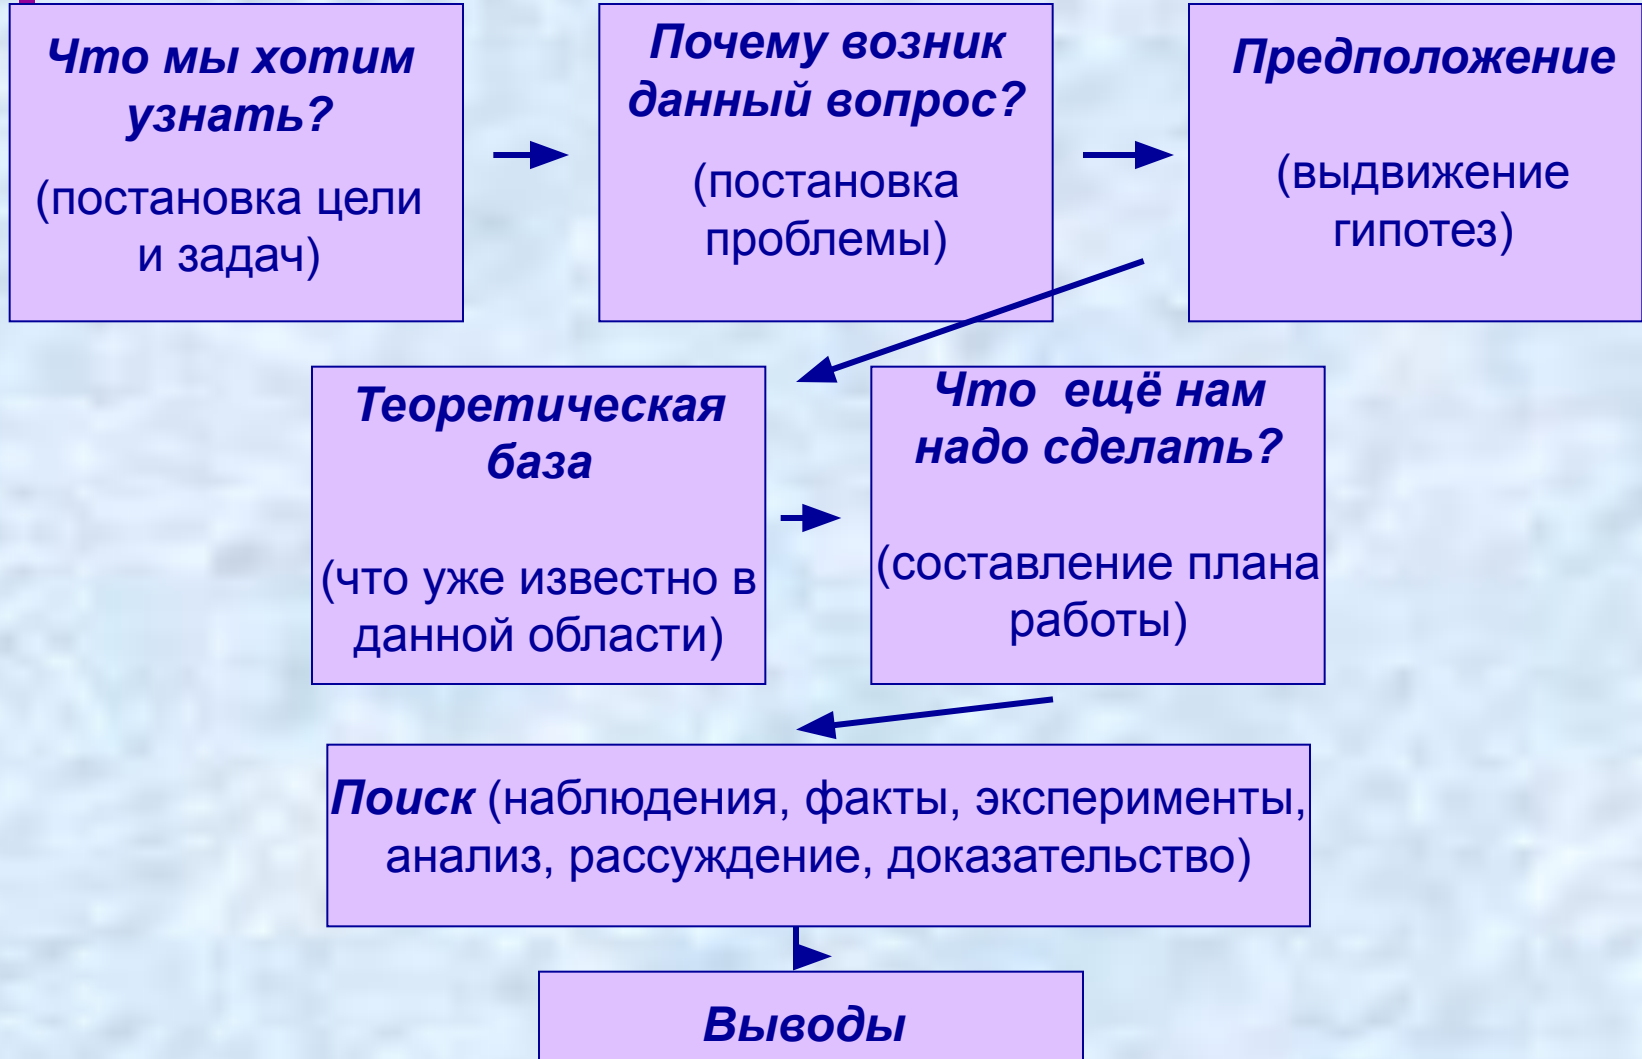 Что мы хотим
узнать?
(постановка цели
и задач)
Почему возник
данный вопрос?
(постановка
проблемы)
Предположение
(выдвижение
гипотез)
Теоретическая
база
(что уже известно в
данной области)
Что ещё нам
надо сделать?
(составление плана
работы)
Поиск (наблюдения, факты, эксперименты,
анализ, рассуждение, доказательство)
Выводы